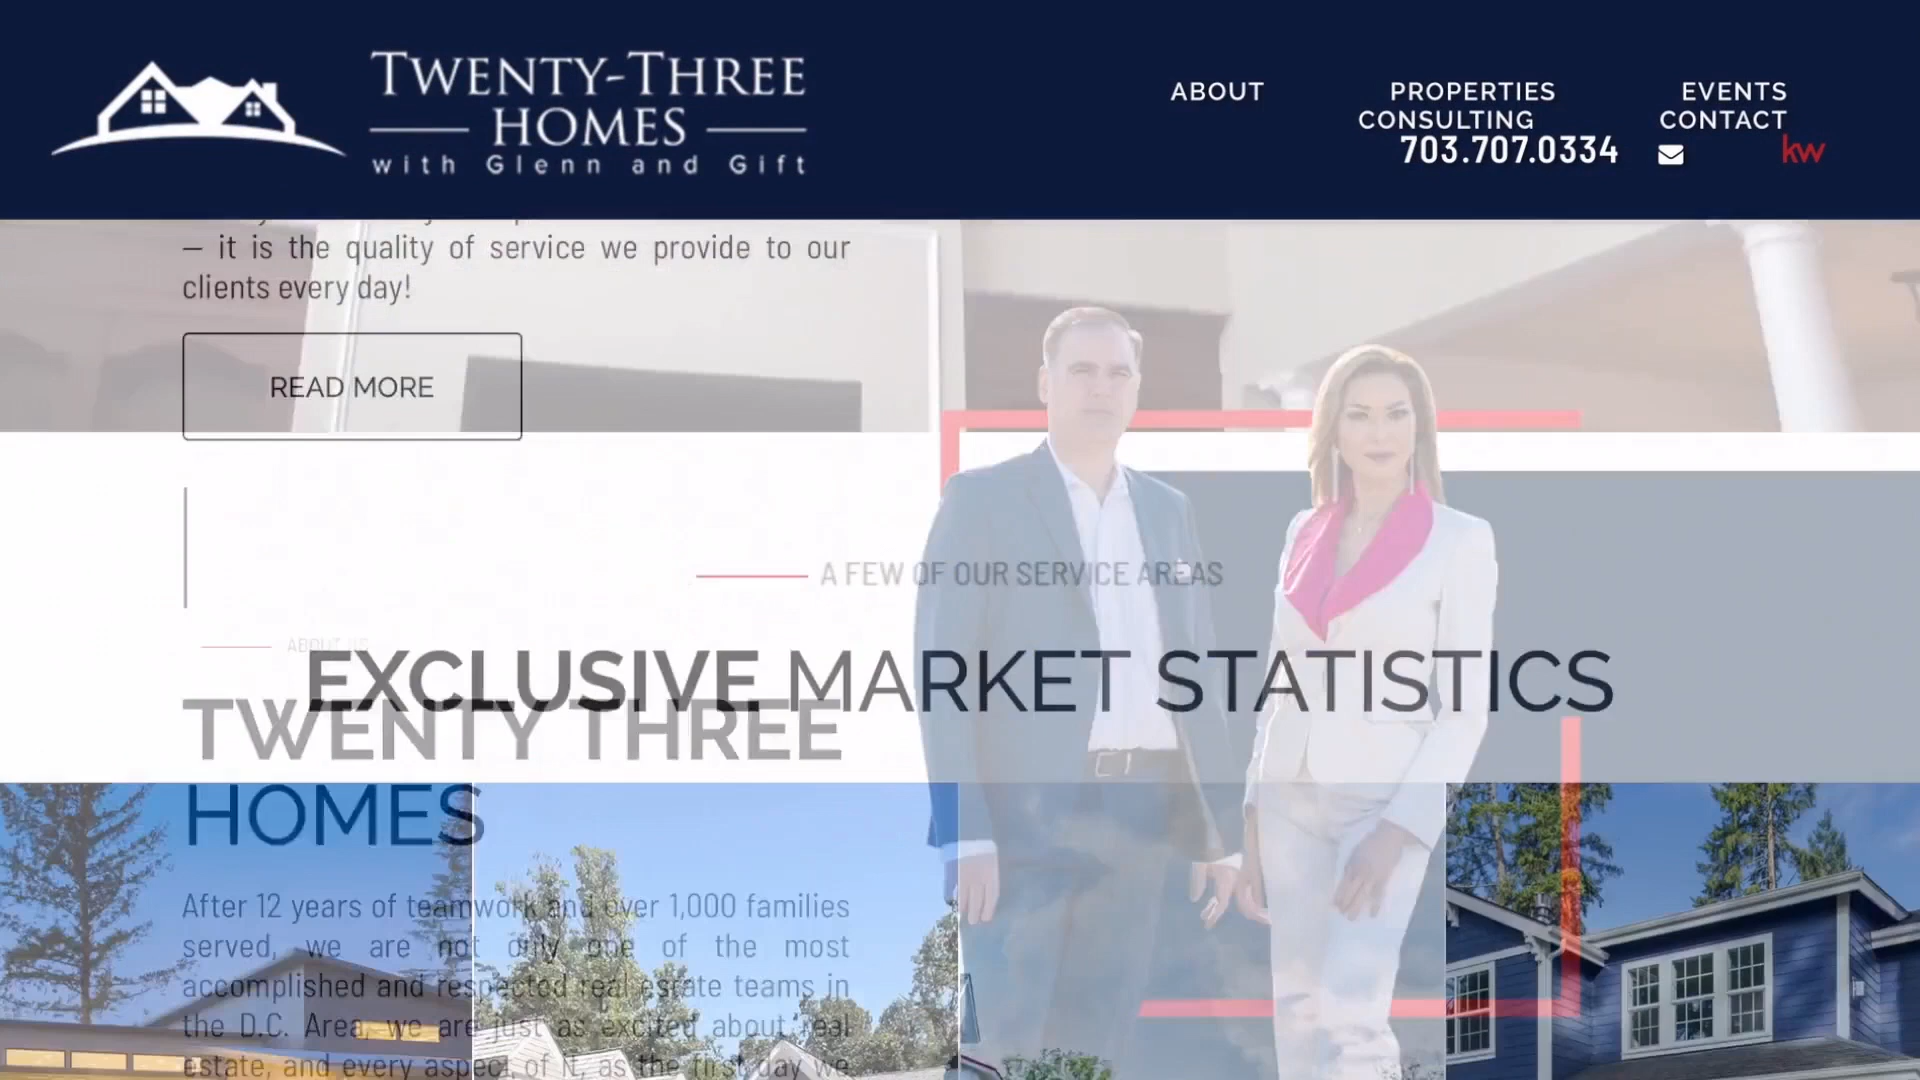 TWENTY-THREE
HOMES
with Glenn and Gift
ABOUT
PROPERTIES
EVENTS
CONSULTING
CONTACT
703.707.0334
kw
— it is the quality of service we provide to our
clients every day!
READ MORE
A FEW OF OUR SERVICE AREAS
ABOUT US
EXCLUSIVE MARKET STATISTICS
TWENTY THREE
HOMES
After 12 years of teamwork and over 1,000 families
served, we are not only one of the most
accomplished and respected real estate teams in
the D.C. Area, we are just as excited about real
estate, and every aspect of it, as the first day we